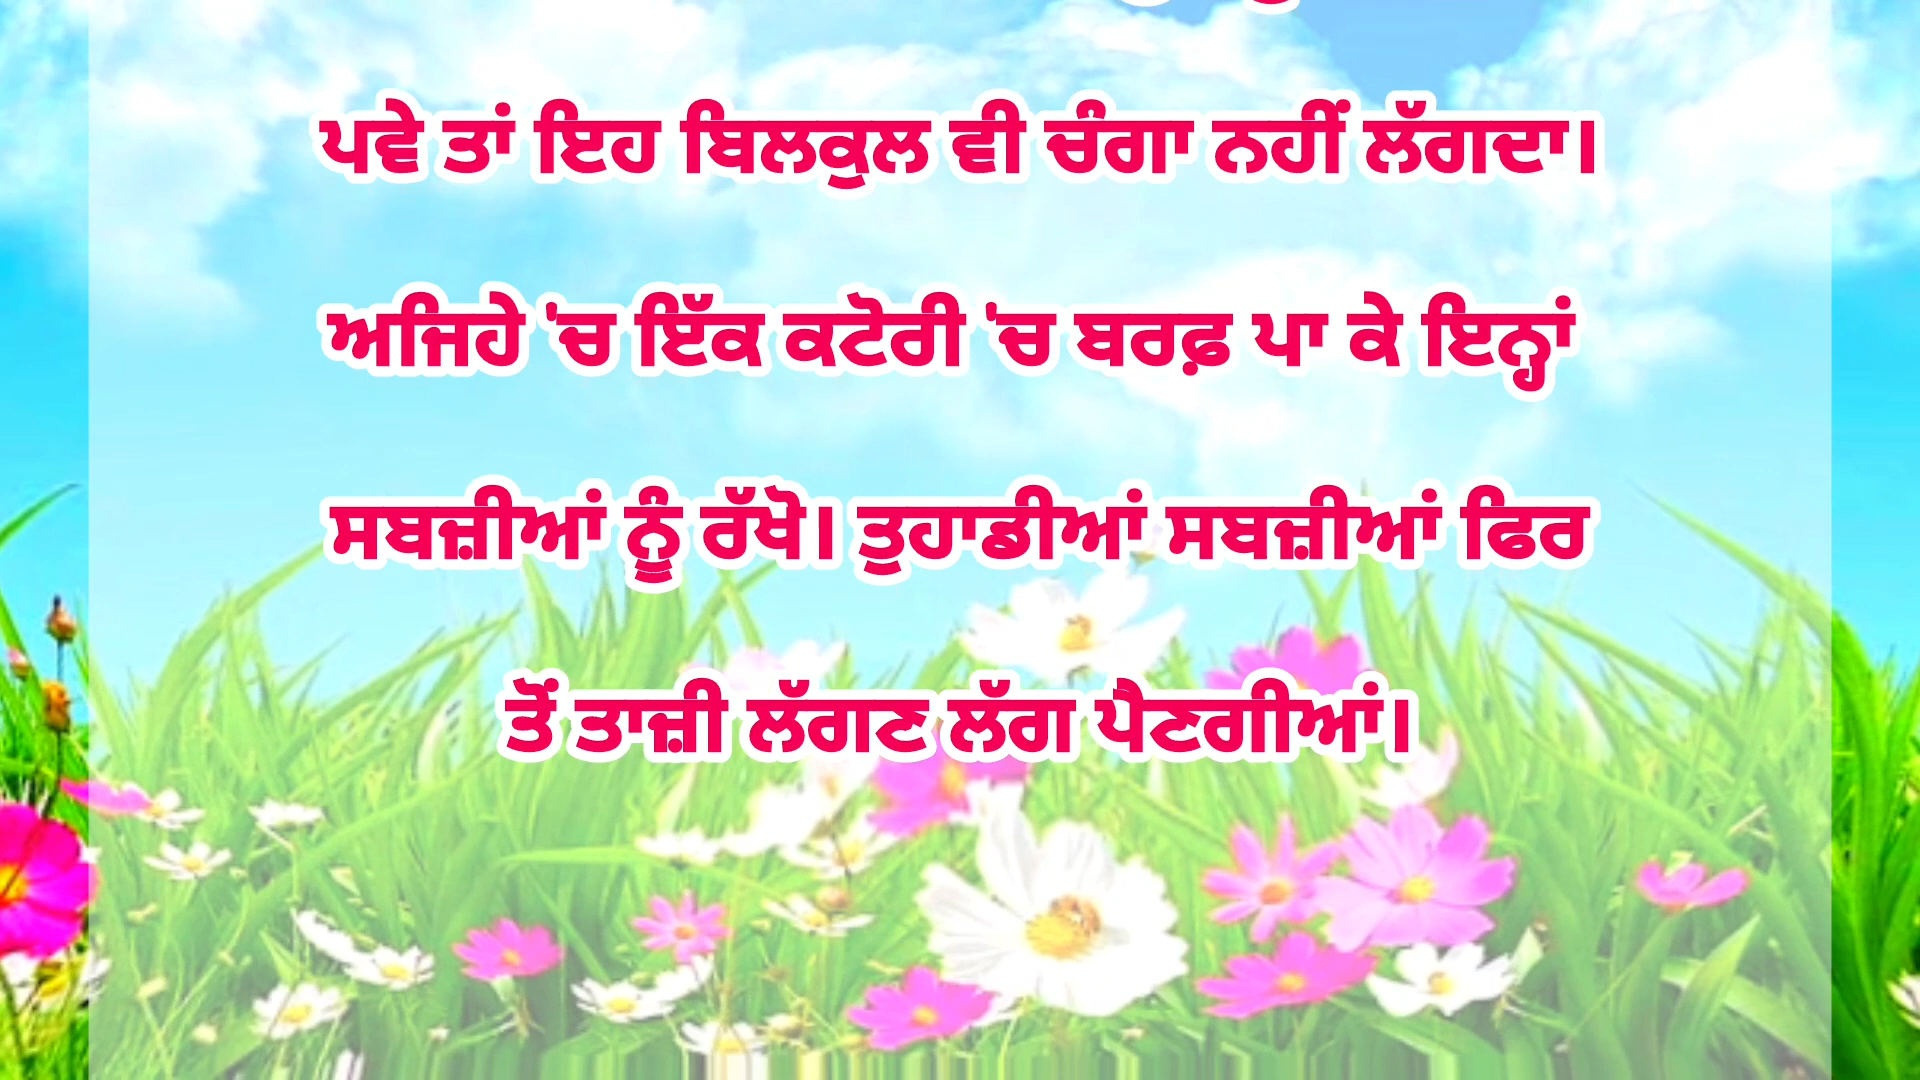 ਪਵੇ ਤਾਂ ਇਹ ਬਿਲਕੁਲ ਵੀ ਚੰਗਾ ਨਹੀਂ ਲੱਗਦਾ।
ਅਜਿਹੇ 'ਚ ਇੱਕ ਕਟੋਰੀ 'ਚ ਬਰਫ਼ ਪਾ ਕੇ ਇਨ੍ਹਾਂ
ਸਬਜ਼ੀਆਂ ਨੂੰ ਰੱਖੋ। ਤੁਹਾਡੀਆਂ ਸਬਜ਼ੀਆਂ ਫਿਰ
ਤੋਂ ਤਾਜ਼ੀ ਲੱਗਣ ਲੱਗ ਪੈਣਗੀਆਂ।